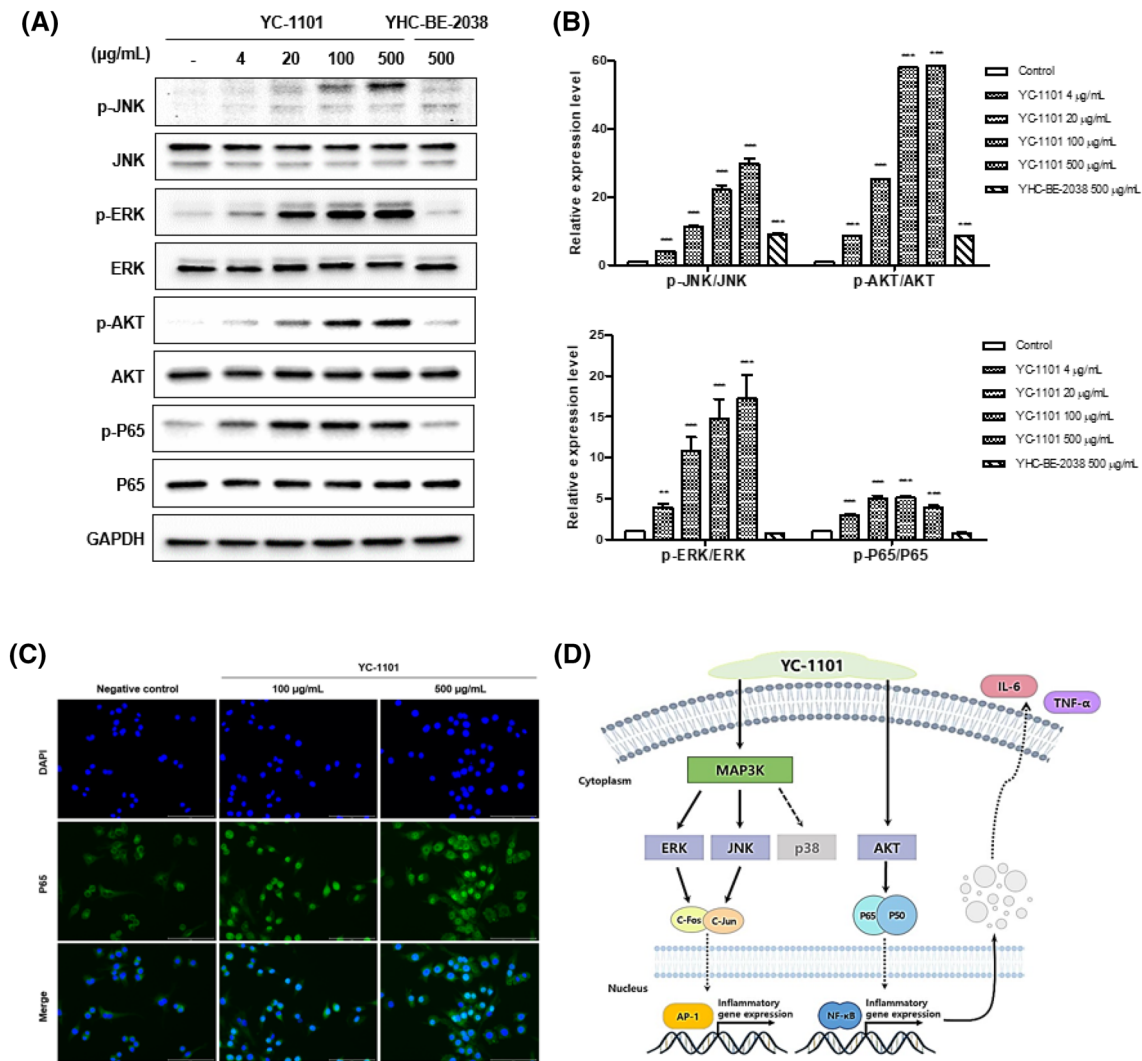 (A)
YC-1101 YHC-BE-2038
(μg/mL) - 4 20 100 500 500
p-JNK
JNK
p-ERK
ERK
p-AKT
AKT
p-P65
P65
GAPDH
(B)
Relative expression level
60
40
20
0
p-JNK/JNK p-AKT/AKT
Control
YC-1101 4 μg/mL
YC-1101 20 μg/mL
YC-1101 100 μg/mL
YC-1101 500 μg/mL
YHC-BE-2038 500 μg/mL
Relative expression level
25
20
15
10
5
0
**
p-ERK/ERK p-P65/P65
Control
YC-1101 4 μg/mL
YC-1101 20 μg/mL
YC-1101 100 μg/mL
YC-1101 500 μg/mL
YHC-BE-2038 500 μg/mL
(C)
YC-1101
Negative control 100 μg/mL 500 μg/mL
DAPI
P65
Merge
(D)
YC-1101
IL-6
TNF-α
Cytoplasm
MAP3K
ERK JNK p38 AKT
C-Fos C-Jun P65 P50
Nucleus
AP-1
Inflammatory
gene expression
NF-κB
Inflammatory
gene expression